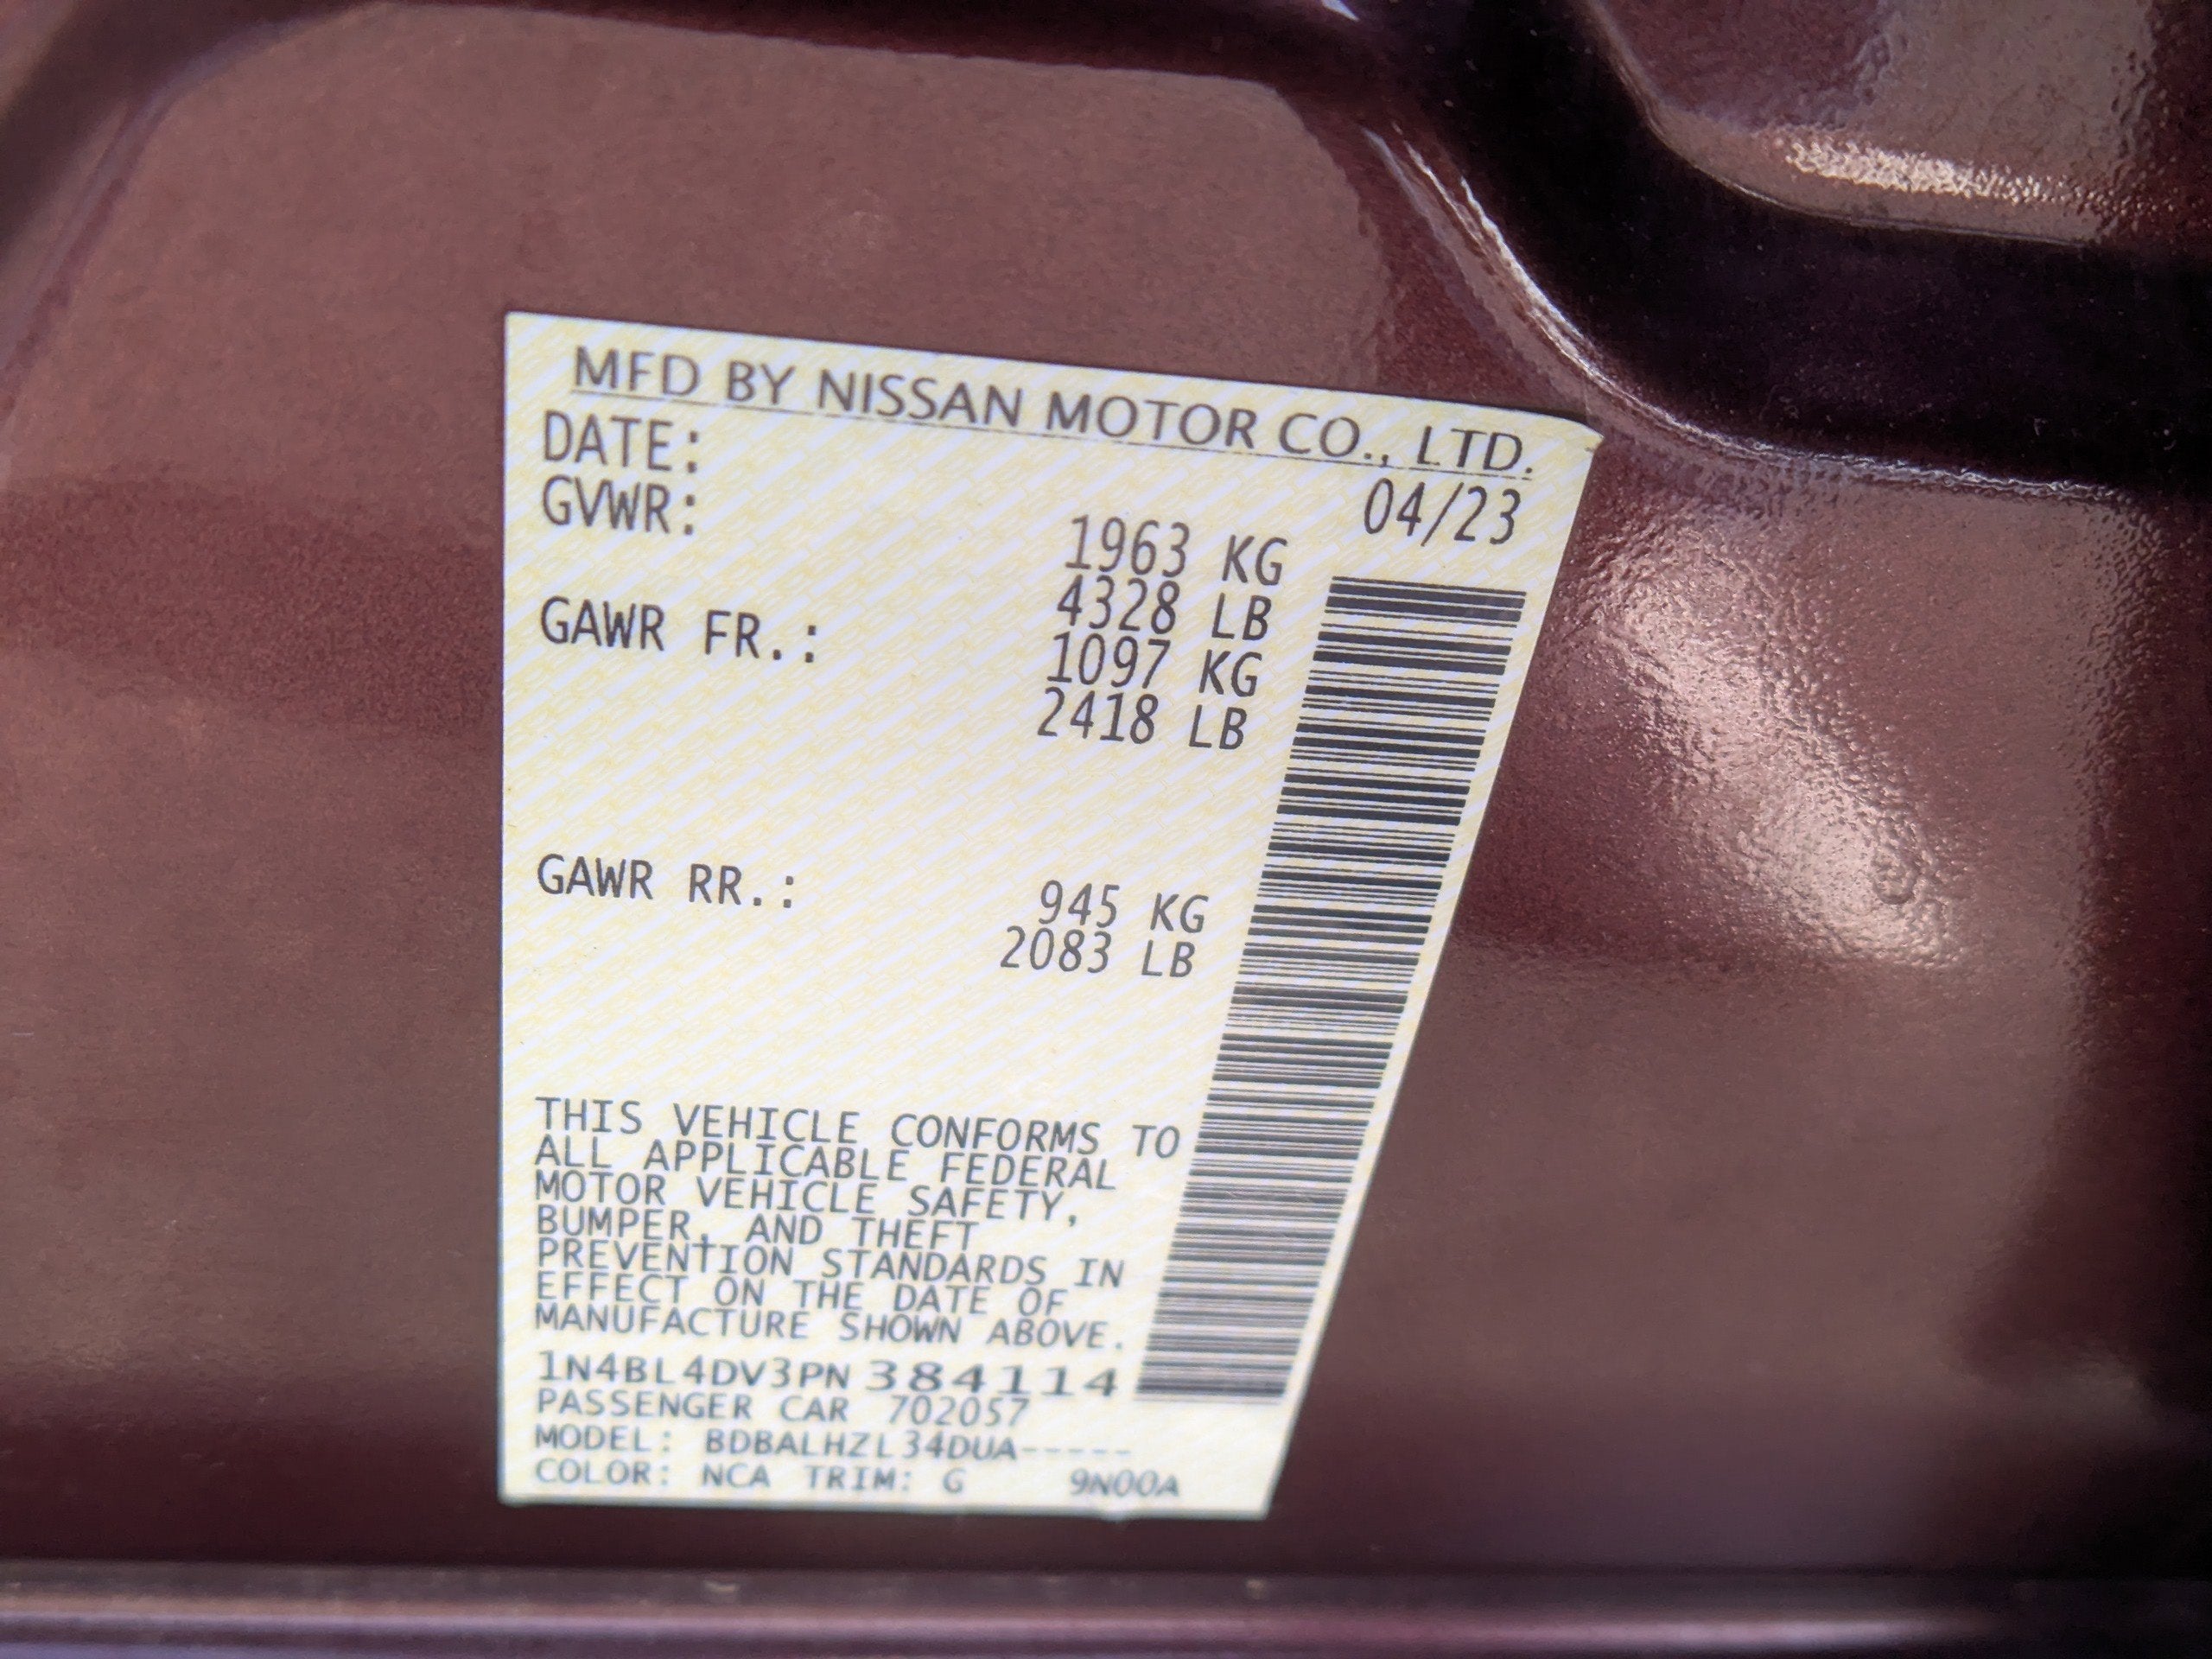 MFD BY NISSAN MOTOR CO., LTD.
DATE: 04/23
GVWR: 1963 KG
4328 LB
GAWR FR.: 1097 KG
2418 LB
GAWR RR.: 945 KG
2083 LB
THIS VEHICLE CONFORMS TO
ALL APPLICABLE FEDERAL
MOTOR VEHICLE SAFETY,
BUMPER, AND THEFT
PREVENTION STANDARDS IN
EFFECT ON THE DATE OF
MANUFACTURE SHOWN ABOVE.
1N4BL4DV3PN384114
PASSENGER CAR 702057
MODEL: BDBALHZL34DUA-----
COLOR: NCA TRIM: G 9N00A